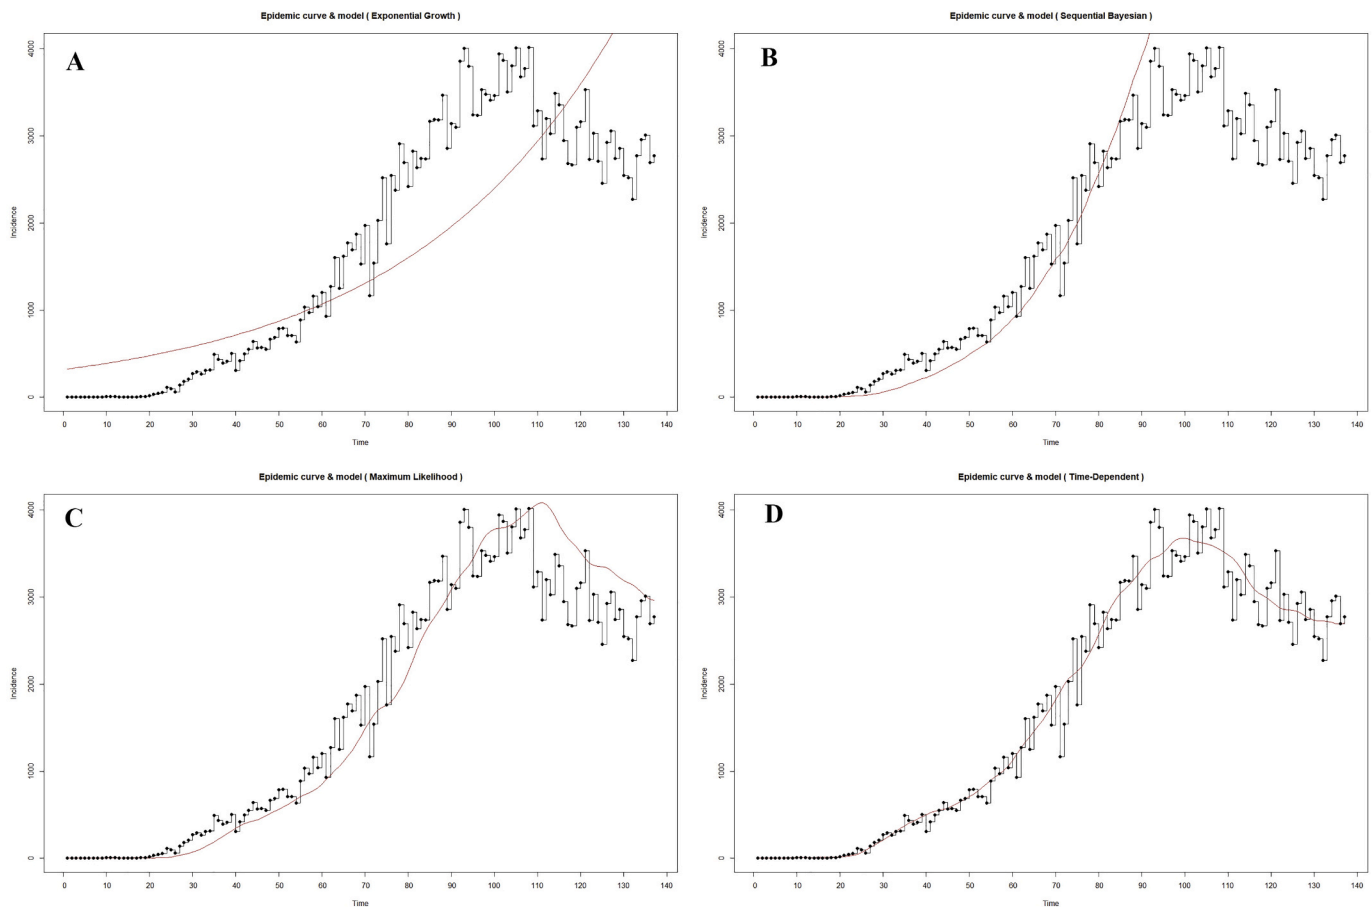 Epidemic curve & model ( Exponential Growth )
A
4000
3000
2000
1000
0
Incidence
0 10 20 30 40 50 60 70 80 90 100 110 120 130 140
Time
Epidemic curve & model ( Sequential Bayesian )
B
4000
3000
2000
1000
0
Incidence
0 10 20 30 40 50 60 70 80 90 100 110 120 130 140
Time
Epidemic curve & model ( Maximum Likelihood )
C
4000
3000
2000
1000
0
Incidence
0 10 20 30 40 50 60 70 80 90 100 110 120 130 140
Time
Epidemic curve & model ( Time-Dependent )
D
4000
3000
2000
1000
0
Incidence
0 10 20 30 40 50 60 70 80 90 100 110 120 130 140
Time